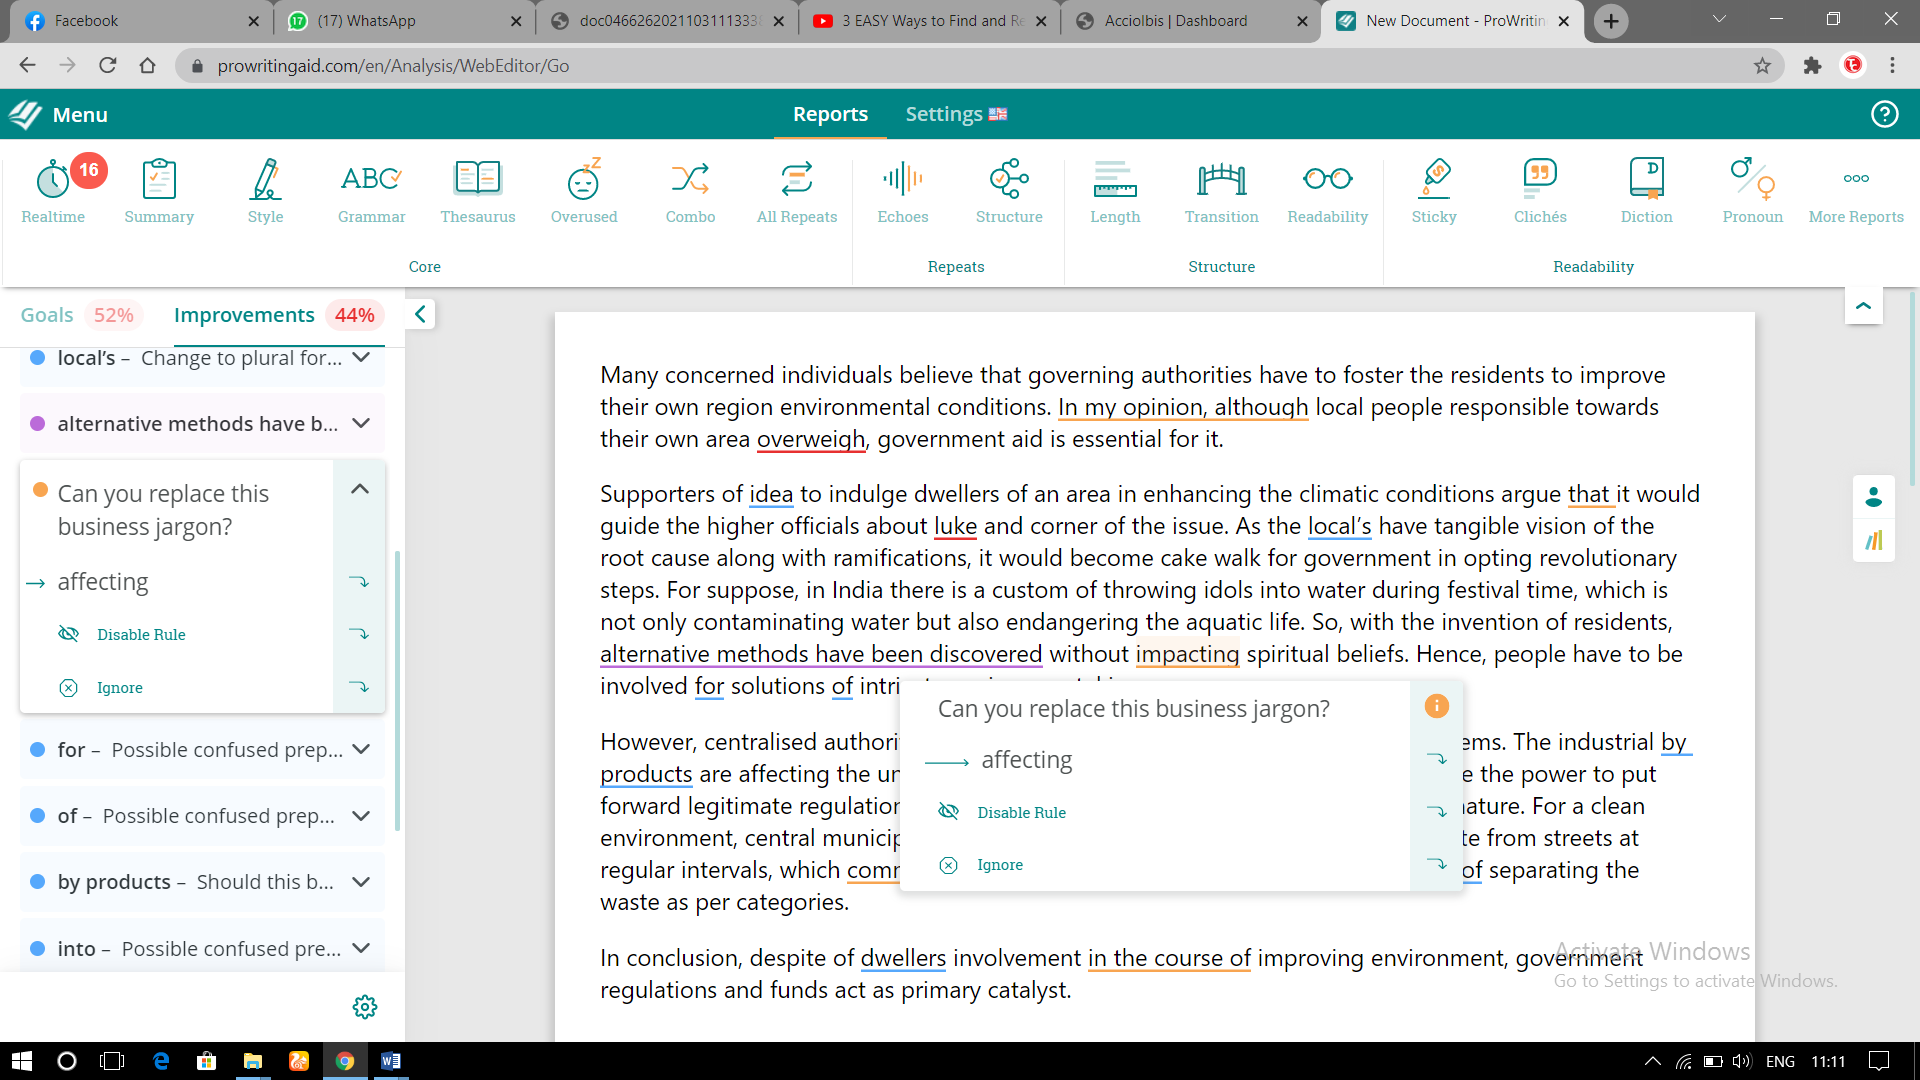 Facebook
(17) WhatsApp
doc04662620211031113338
3 EASY Ways to Find and Re
Acciolbis | Dashboard
New Document - ProWritin
prowritingaid.com/en/Analysis/WebEditor/Go
Menu
Reports
Settings
16
Realtime
Summary
Style
ABC
Grammar
Thesaurus
Overused
Combo
All Repeats
Echoes
Structure
Length
Transition
Readability
Sticky
Clichés
Diction
Pronoun
More Reports
Core
Repeats
Structure
Readability
Goals 52%
Improvements 44%
local's – Change to plural for...
alternative methods have b...
Can you replace this
business jargon?
affecting
Disable Rule
Ignore
for – Possible confused prep...
of – Possible confused prep...
by products – Should this b...
into – Possible confused pre...
Many concerned individuals believe that governing authorities have to foster the residents to improve
their own region environmental conditions. In my opinion, although local people responsible towards
their own area overweigh, government aid is essential for it.
Supporters of idea to indulge dwellers of an area in enhancing the climatic conditions argue that it would
guide the higher officials about luke and corner of the issue. As the local's have tangible vision of the
root cause along with ramifications, it would become cake walk for government in opting revolutionary
steps. For suppose, in India there is a custom of throwing idols into water during festival time, which is
not only contaminating water but also endangering the aquatic life. So, with the invention of residents,
alternative methods have been discovered without impacting spiritual beliefs. Hence, people have to be
involved for solutions of
However, centralised ems. The industrial by
products are affecting the e the power to put
forward legitimate For a clean
environment, central from streets at
regular intervals, which of separating the
waste as per categories.
Can you replace this business jargon?
affecting
Disable Rule
Ignore
In conclusion, despite of dwellers involvement in the course of improving environment, government
regulations and funds act as primary catalyst.
Activate Windows
Go to Settings to activate Windows.
ENG
11:11